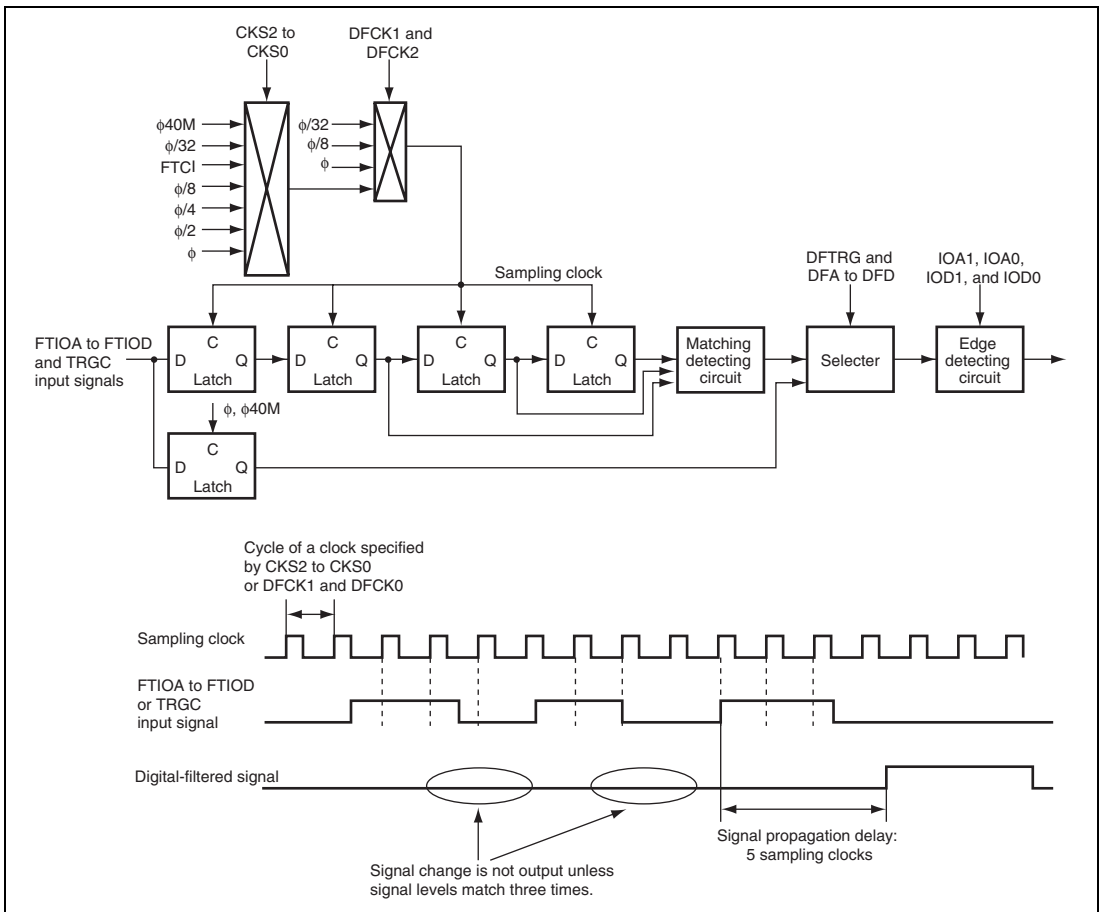 CKS2 to
CKS0
DFCK1 and
DFCK2
ϕ40M
ϕ/32
FTCI
ϕ/8
ϕ/4
ϕ/2
ϕ
ϕ/32
ϕ/8
ϕ
Sampling clock
DFTRG and
DFA to DFD
IOA1, IOA0,
IOD1, and IOD0
FTIOA to FTIOD
and TRGC
input signals
C
D Q
Latch
C
D Q
Latch
C
D Q
Latch
C
D Q
Latch
Matching
detecting
circuit
Selecter
Edge
detecting
circuit
ϕ, ϕ40M
C
D Q
Latch
Cycle of a clock specified
by CKS2 to CKS0
or DFCK1 and DFCK0
Sampling clock
FTIOA to FTIOD
or TRGC
input signal
Digital-filtered signal
Signal propagation delay:
5 sampling clocks
Signal change is not output unless
signal levels match three times.